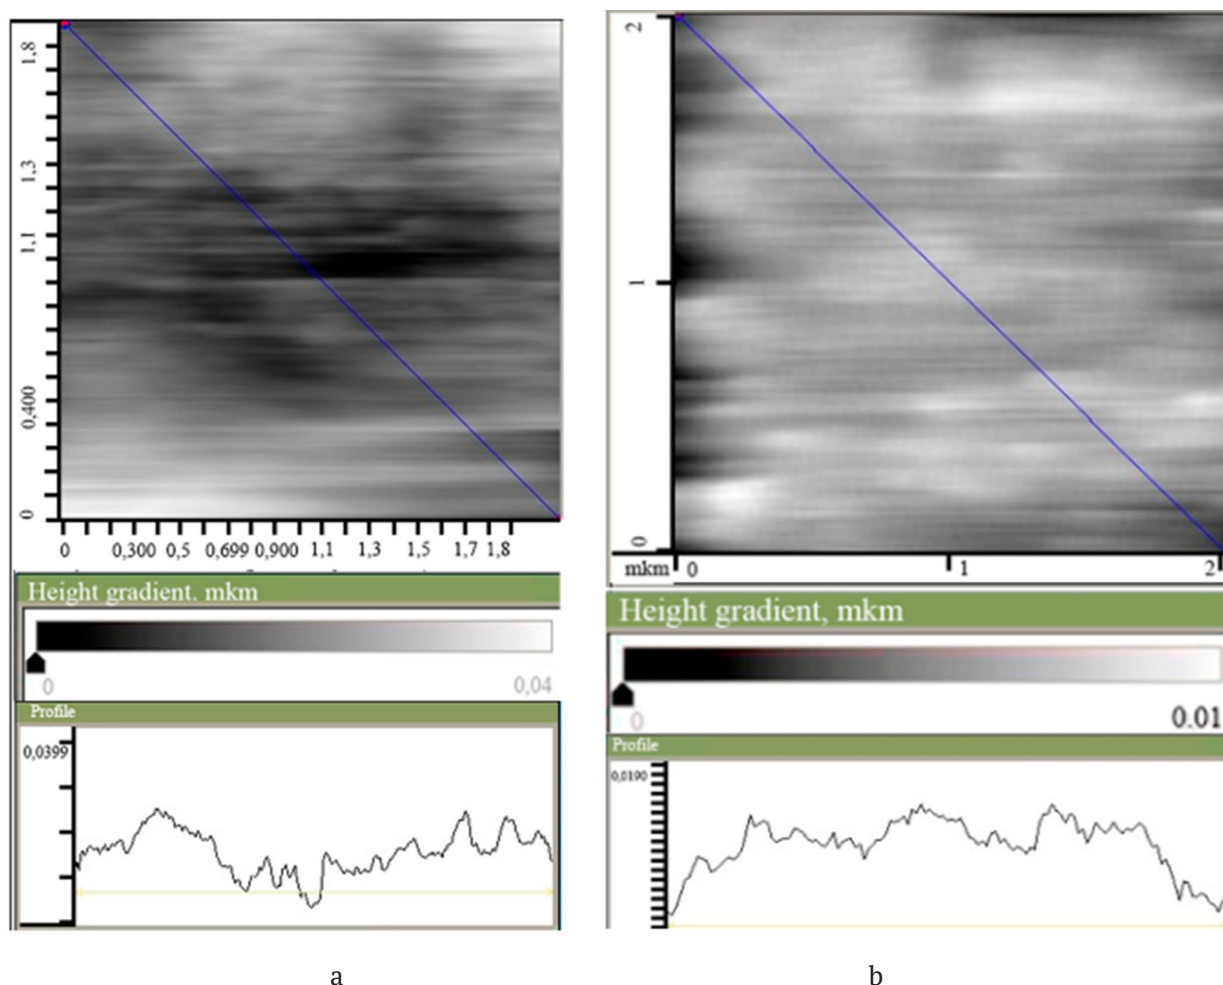 1,8
1,3
1,1
0,400
0
0 0,300 0,5 0,699 0,900 1,1 1,3 1,5 1,7 1,8
Height gradient. mkm
0 0,04
Profile
0,0399
a
2
1
0
mkm 0 1 2
Height gradient, mkm
0 0.01
Profile
0,0190
b